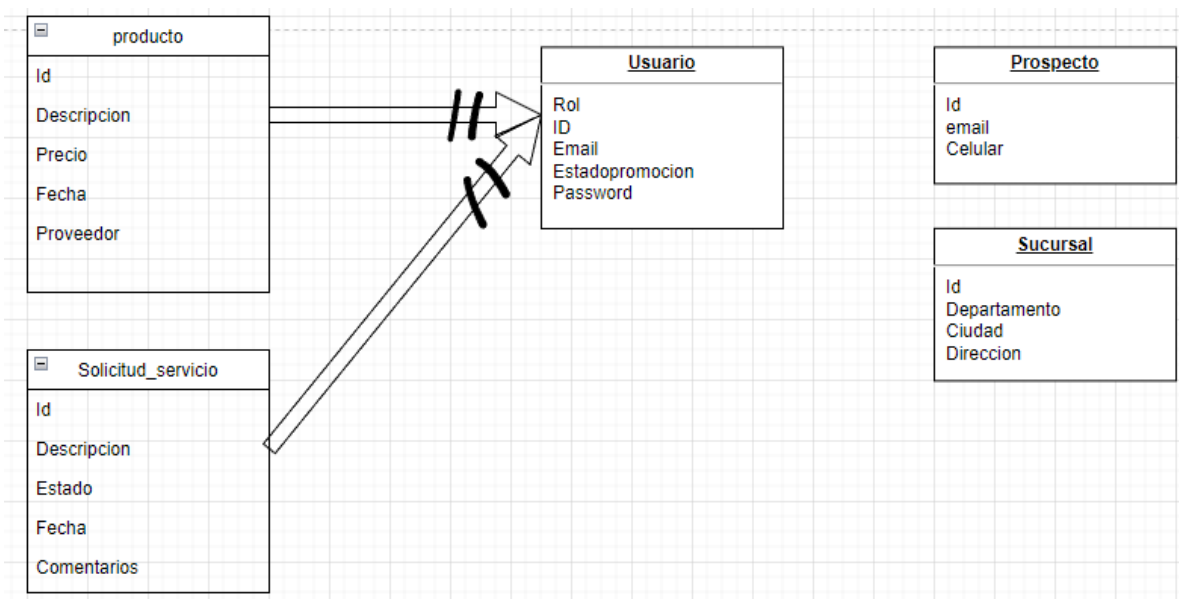 producto
Id
Descripcion
Precio
Fecha
Proveedor
Solicitud_servicio
Id
Descripcion
Estado
Fecha
Comentarios
Usuario
Rol
ID
Email
Estadopromocion
Password
Prospecto
Id
email
Celular
Sucursal
Id
Departamento
Ciudad
Direccion